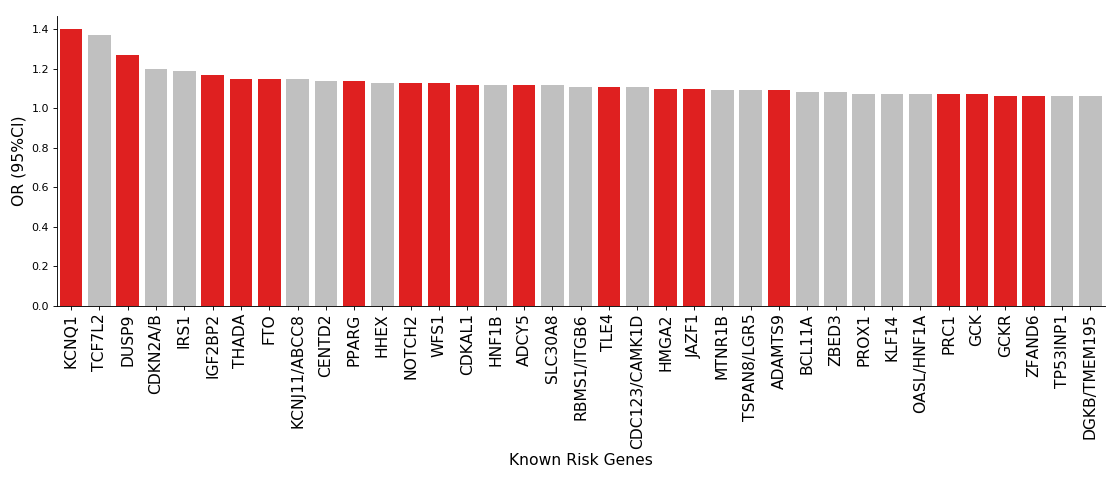 OR (95%CI)
1.4
1.2
1.0
0.8
0.6
0.4
0.2
0.0
KCNQ1
TCF7L2
DUSP9
CDKN2A/B
IRS1
IGF2BP2
THADA
FTO
KCNJ11/ABCC8
CENTD2
PPARG
HHEX
NOTCH2
WFS1
CDKAL1
HNF1B
ADCY5
SLC30A8
RBMS1/ITGB6
TLE4
CDC123/CAMK1D
HMGA2
JAZF1
MTNR1B
TSPAN8/LGR5
ADAMTS9
BCL11A
ZBED3
PROX1
KLF14
OASL/HNF1A
PRC1
GCK
GCKR
ZFAND6
TP53INP1
DGKB/TMEM195
Known Risk Genes